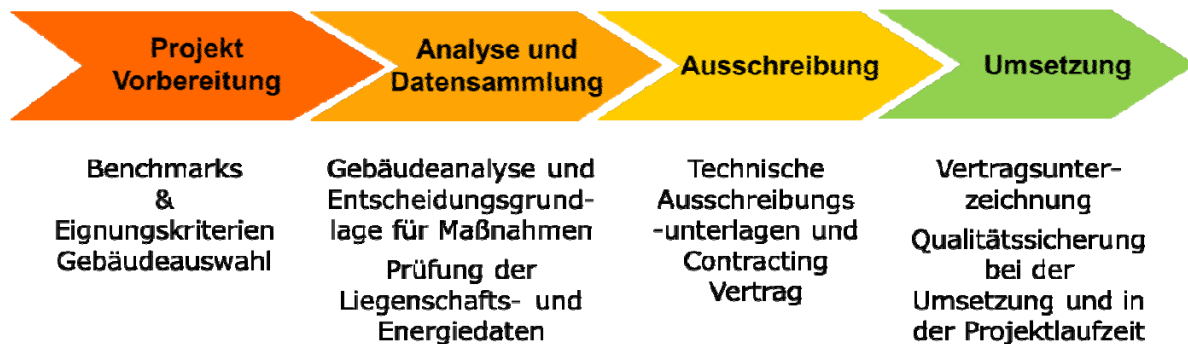 Projekt
Vorbereitung
Analyse und
Datensammlung
Ausschreibung
Umsetzung
Benchmarks
&
Eignungskriterien
Gebäudeauswahl
Gebäudeanalyse und
Entscheidungsgrund-
lage für Maßnahmen
Prüfung der
Liegenschafts- und
Energiedaten
Technische
Ausschreibungs
-unterlagen und
Contracting
Vertrag
Vertragsunter-
zeichnung
Qualitätssicherung
bei der
Umsetzung und in
der Projektlaufzeit